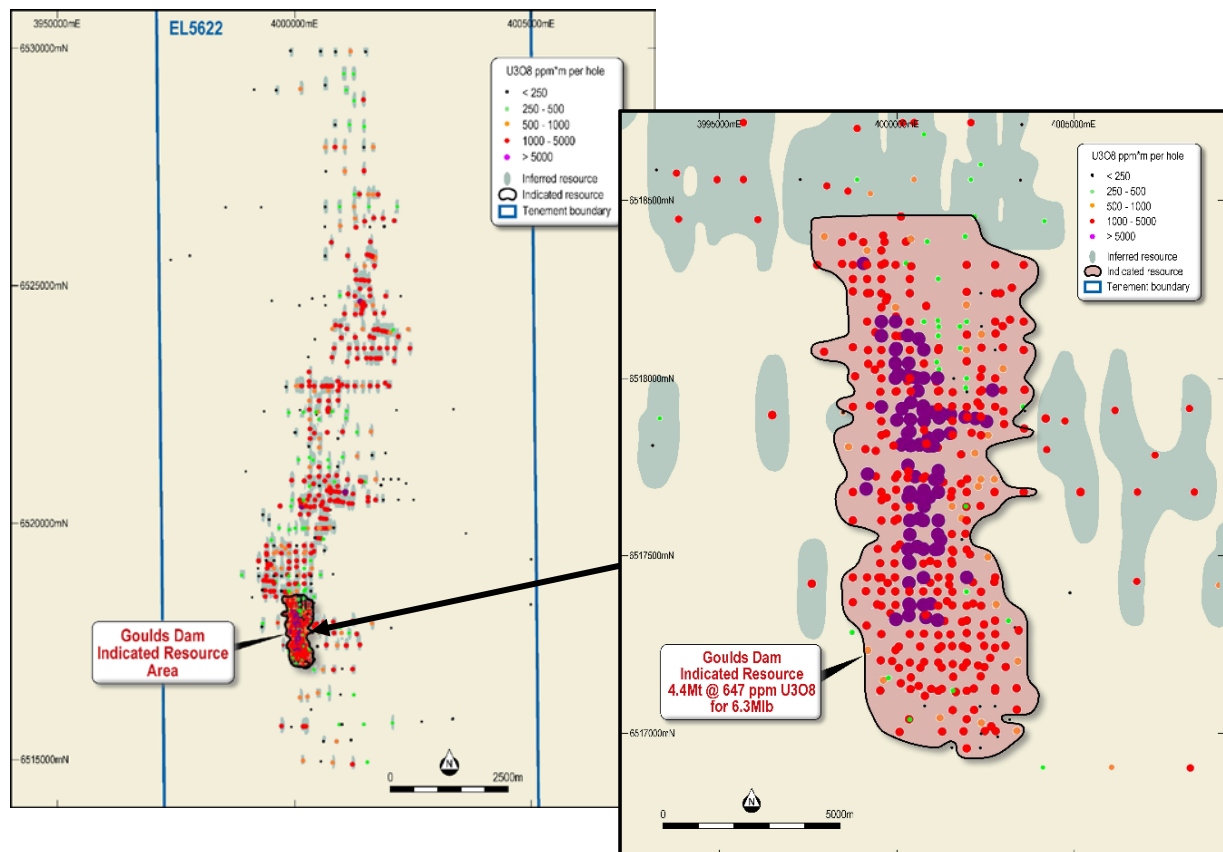 3950000mE
4000000mE
4005000mE
EL5622
6530000mN
U3O8 ppm*m per hole
< 250
250 - 500
500 - 1000
1000 - 5000
> 5000
Inferred resource
Indicated resource
Tenement boundary
6525000mN
6520000mN
Goulds Dam
Indicated Resource
Area
6515000mN
N
0
2500m
3995000mE
4000000mE
7005000mE
U3O8 ppm*m per hole
< 250
250 - 500
500 - 1000
1000 - 5000
> 5000
Inferred resource
Indicated resource
Tenement boundary
6518500mN
6518000mN
6517500mN
Goulds Dam
Indicated Resource
4.4Mt @ 647 ppm U3O8
for 6.3Mlb
6517000mN
N
0
5000m